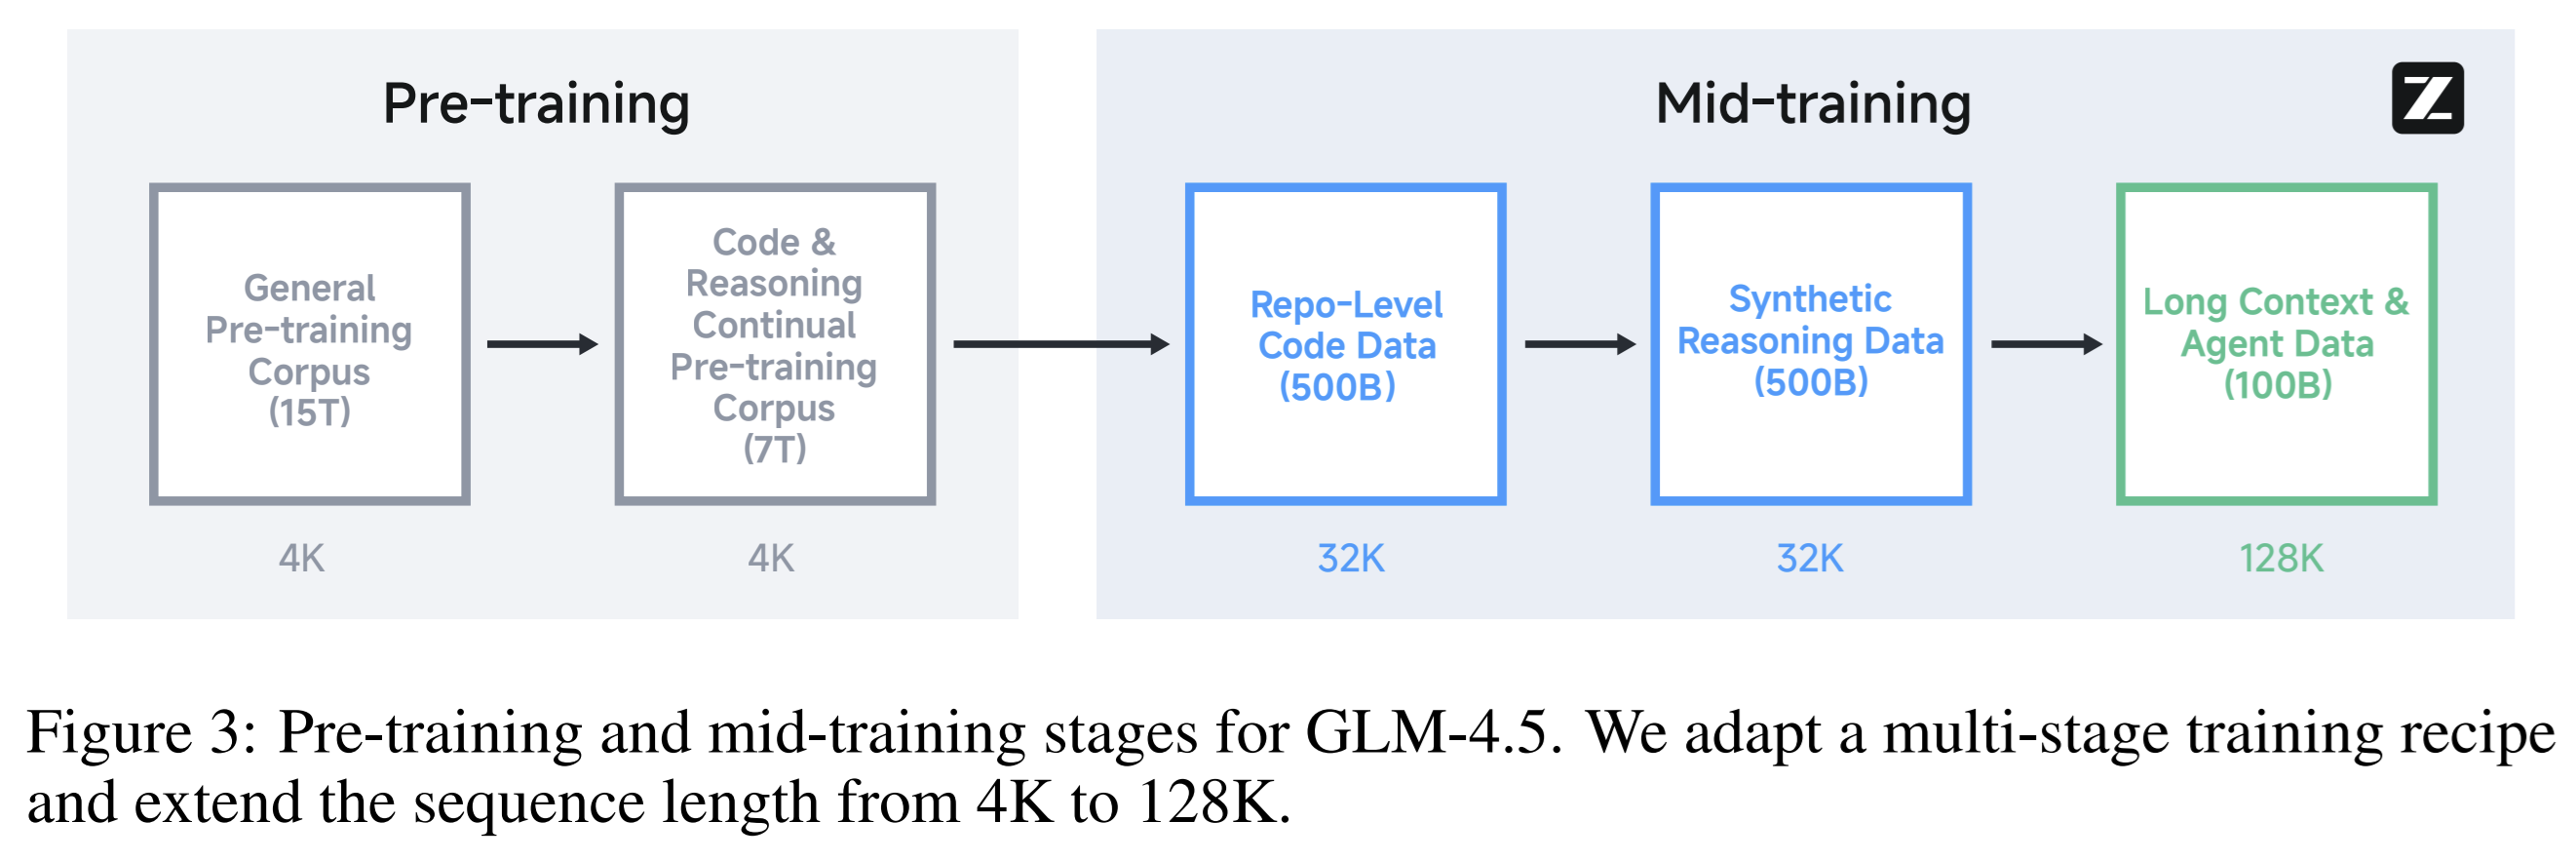 Pre-training
Mid-training
Z
General
Pre-training
Corpus
(15T)
Code &
Reasoning
Continual
Pre-training
Corpus
(7T)
Repo-Level
Code Data
(500B)
Synthetic
Reasoning Data
(500B)
Long Context &
Agent Data
(100B)
4K
4K
32K
32K
128K
Figure 3: Pre-training and mid-training stages for GLM-4.5. We adapt a multi-stage training recipe
and extend the sequence length from 4K to 128K.